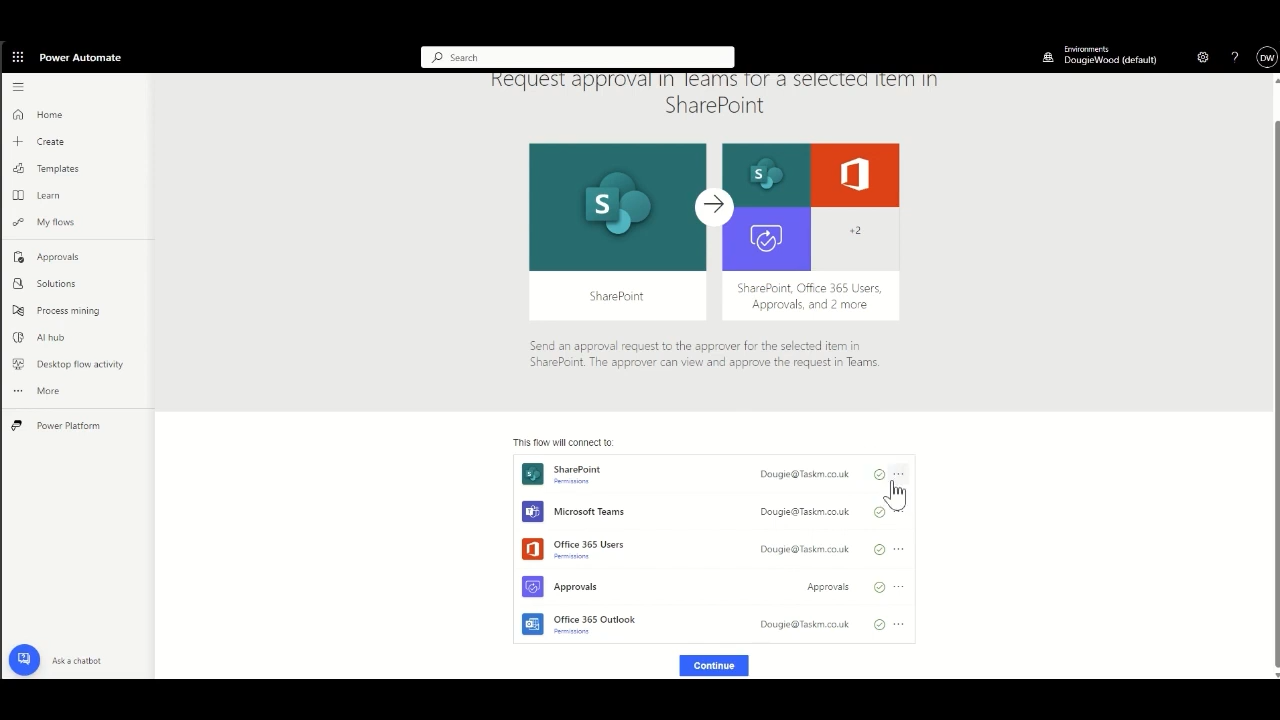 Power Automate
Search
Environments
DougieWood (default)
?
DW
Home
Create
Templates
Learn
My flows
Approvals
Solutions
Process mining
AI hub
Desktop flow activity
More
Power Platform
Ask a chatbot
Request approval in Teams for a selected item in
SharePoint
S
S
+2
SharePoint
SharePoint, Office 365 Users,
Approvals, and 2 more
Send an approval request to the approver for the selected item in
SharePoint. The approver can view and approve the request in Teams.
This flow will connect to:
SharePoint
Permissions
Dougie@Taskm.co.uk
Microsoft Teams
Dougie@Taskm.co.uk
Office 365 Users
Permissions
Dougie@Taskm.co.uk
Approvals
Approvals
Office 365 Outlook
Permissions
Dougie@Taskm.co.uk
Continue